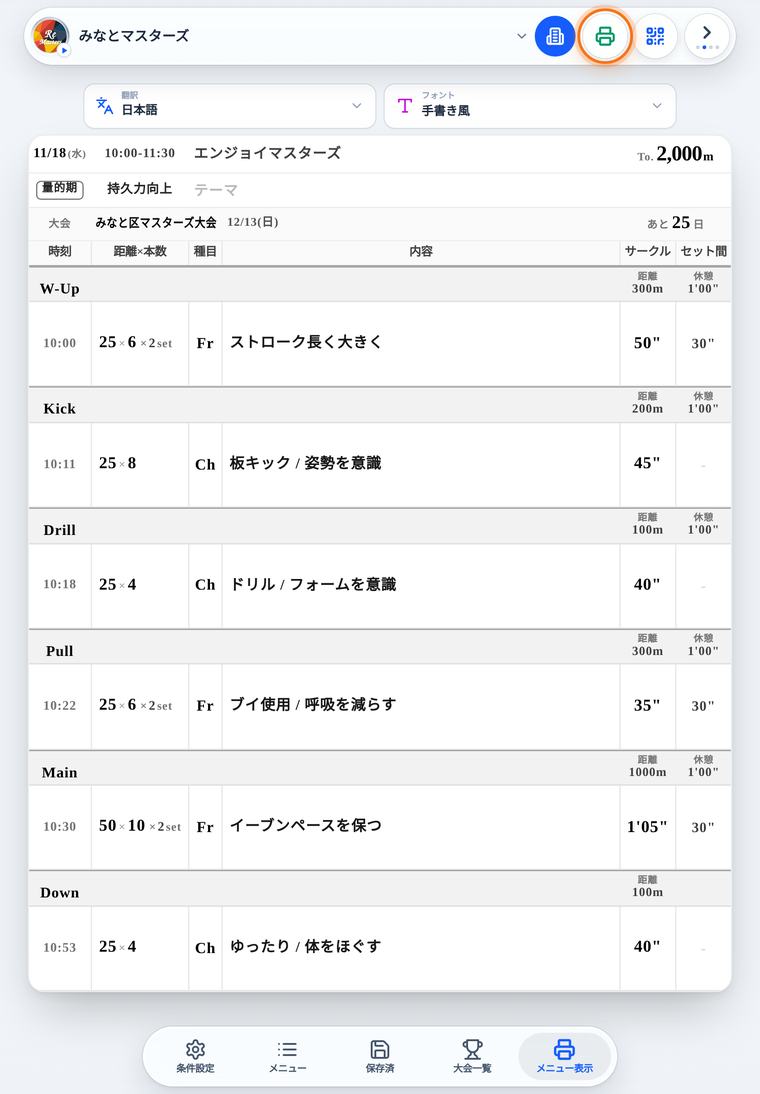 みなとマスターズ
翻訳
日本語
フォント
手書き風
11/18(水) 10:00-11:30 エンジョイマスターズ To. 2,000m
量的期 持久力向上 テーマ
大会 みなと区マスターズ大会 12/13(日) あと 25 日
時刻 距離×本数 種目 内容 サークル セット間
W-Up 距離 300m 休憩 1'00"
10:00 25×6×2set Fr ストローク長く大きく 50" 30"
Kick 距離 200m 休憩 1'00"
10:11 25×8 Ch 板キック / 姿勢を意識 45" -
Drill 距離 100m 休憩 1'00"
10:18 25×4 Ch ドリル / フォームを意識 40" -
Pull 距離 300m 休憩 1'00"
10:22 25×6×2set Fr ブイ使用 / 呼吸を減らす 35" 30"
Main 距離 1000m 休憩 1'00"
10:30 50×10×2set Fr イーブンペースを保つ 1'05" 30"
Down 距離 100m
10:53 25×4 Ch ゆったり / 体をほぐす 40" -
条件設定 メニュー 保存済 大会一覧 メニュー表示